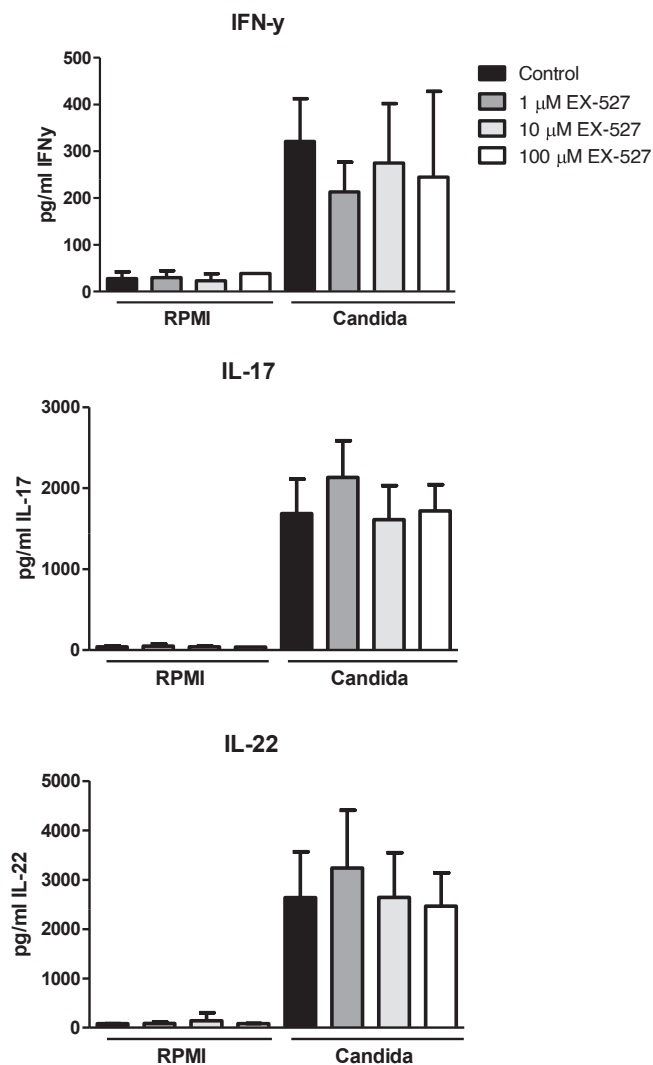 IFN-y
500
400
300
200
100
0
pg/ml IFNy
RPMI
Candida
Control
1 μM EX-527
10 μM EX-527
100 μM EX-527
IL-17
3000
2000
1000
0
pg/ml IL-17
RPMI
Candida
IL-22
5000
4000
3000
2000
1000
0
pg/ml IL-22
RPMI
Candida